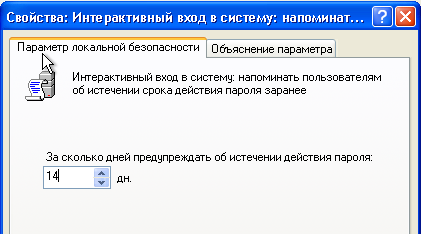 Свойства: Интерактивный вход в систему: напоминат...
Параметр локальной безопасности
Объяснение параметра
Интерактивный вход в систему: напоминать пользователям
об истечении срока действия пароля заранее
За сколько дней предупреждать об истечении действия пароля:
14 дн.